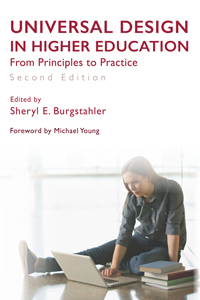 UNIVERSAL DESIGN
IN HIGHER EDUCATION
From Principles to Practice
Second Edition
Edited by
Sheryl E. Burgstahler
Foreword by Michael Young